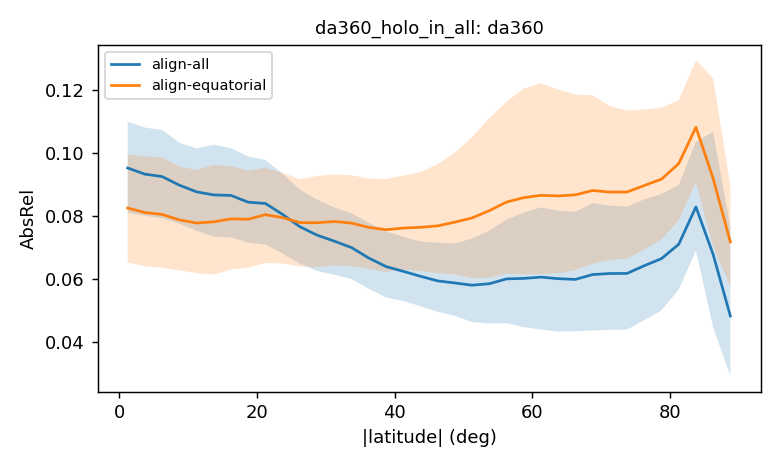 da360_holo_in_all: da360
align-all
align-equatorial
AbsRel
0.12
0.10
0.08
0.06
0.04
0 20 40 60 80
|latitude| (deg)